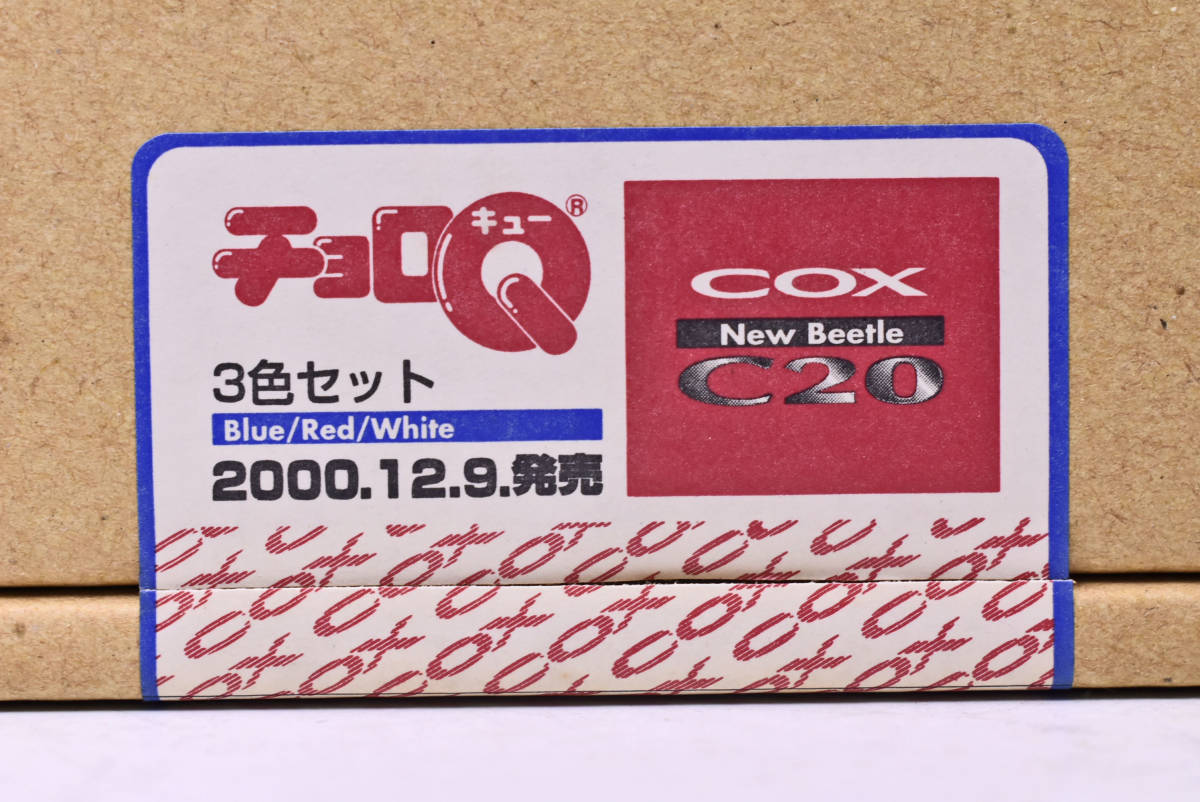 チョロQ
キュー
®
3色セット
Blue/Red/White
2000.12.9.発売
COX
New Beetle
C20